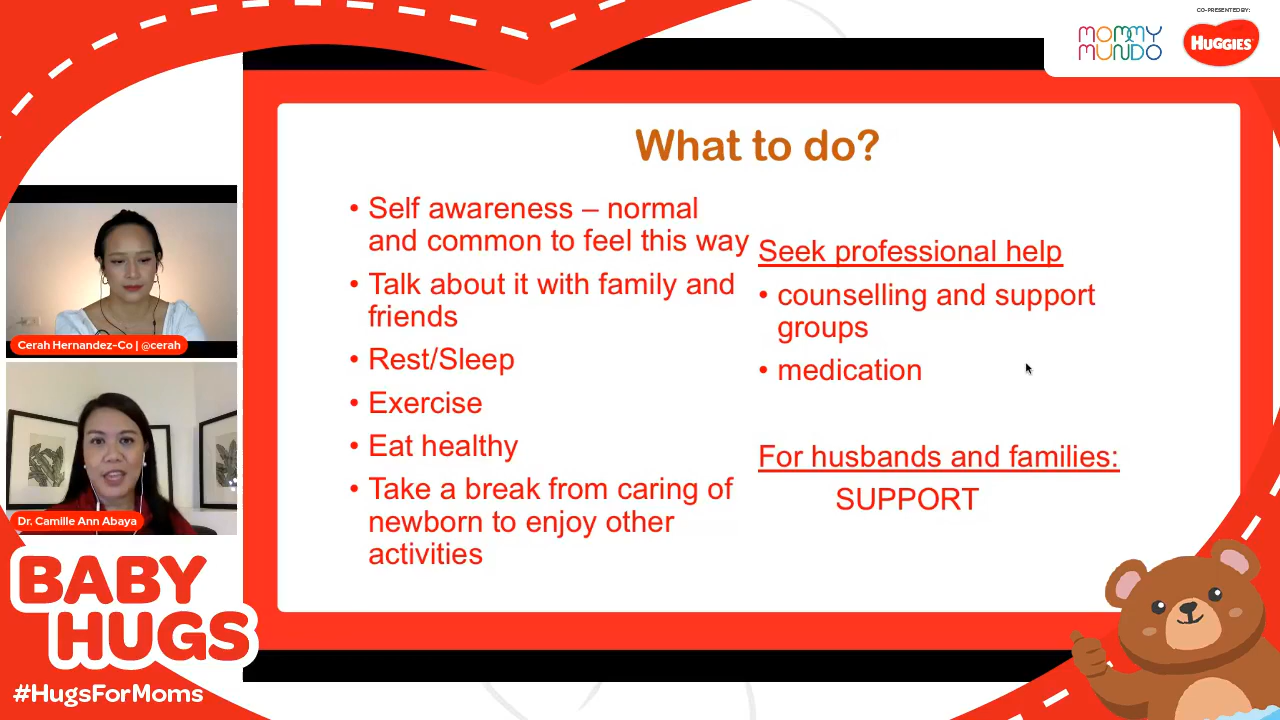 CO-PRESENTED BY:
MOMMY
MUNDO
HUGGIES
What to do?
• Self awareness – normal
and common to feel this way
• Talk about it with family and
friends
• Rest/Sleep
• Exercise
• Eat healthy
• Take a break from caring of
newborn to enjoy other
activities
Seek professional help
• counselling and support
groups
• medication
For husbands and families:
SUPPORT
Cerah Hernandez-Co | @cerah
Dr. Camille Ann Abaya
BABY
HUGS
#HugsForMoms